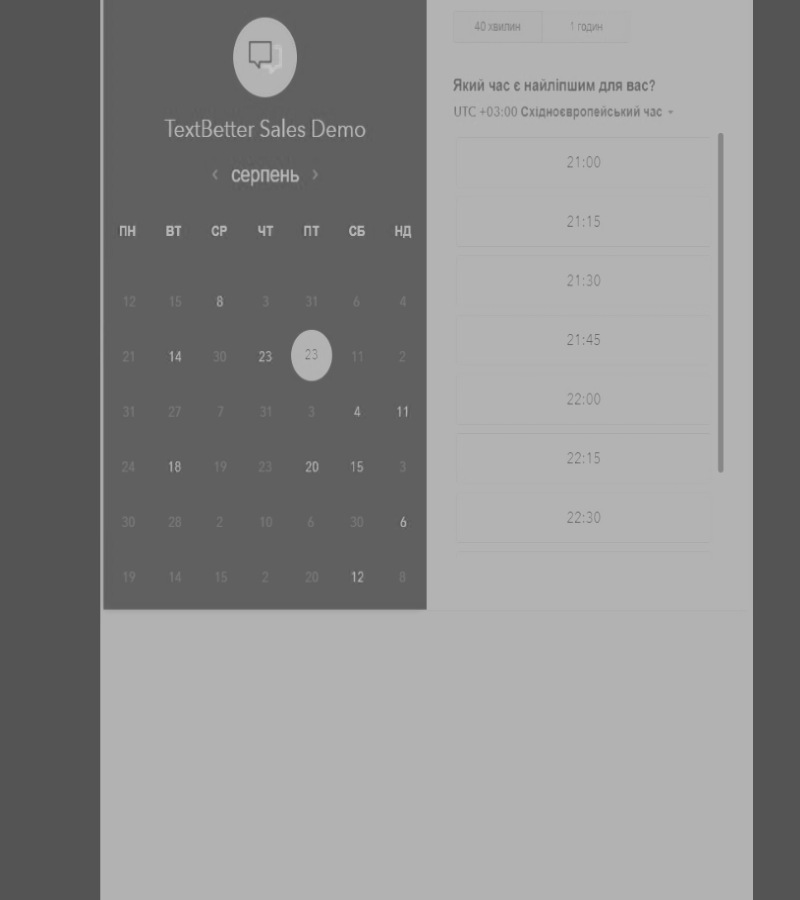 TextBetter Sales Demo
‹ серпень ›
ПН ВТ СР ЧТ ПТ СБ НД
12 15 8 3 31 6 4
21 14 30 23 23 11 2
31 27 7 31 3 4 11
24 18 19 23 20 15 3
30 28 2 10 6 30 6
19 14 15 2 20 12 8
40 хвилин 1 годин
Який час є найліпшим для вас?
UTC +03:00 Східноєвропейський час
21:00
21:15
21:30
21:45
22:00
22:15
22:30